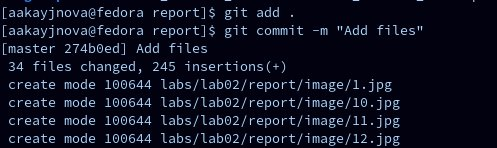 [aakayjnova@fedora report]$ git add .
[aakayjnova@fedora report]$ git commit -m "Add files"
[master 274b0ed] Add files
 34 files changed, 245 insertions(+)
 create mode 100644 labs/lab02/report/image/1.jpg
 create mode 100644 labs/lab02/report/image/10.jpg
 create mode 100644 labs/lab02/report/image/11.jpg
 create mode 100644 labs/lab02/report/image/12.jpg